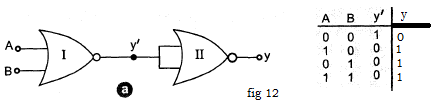 A B y' y
A I y' II y
B
0 0 1 0
1 0 0 1
0 1 0 1
1 1 0 1
a fig 12